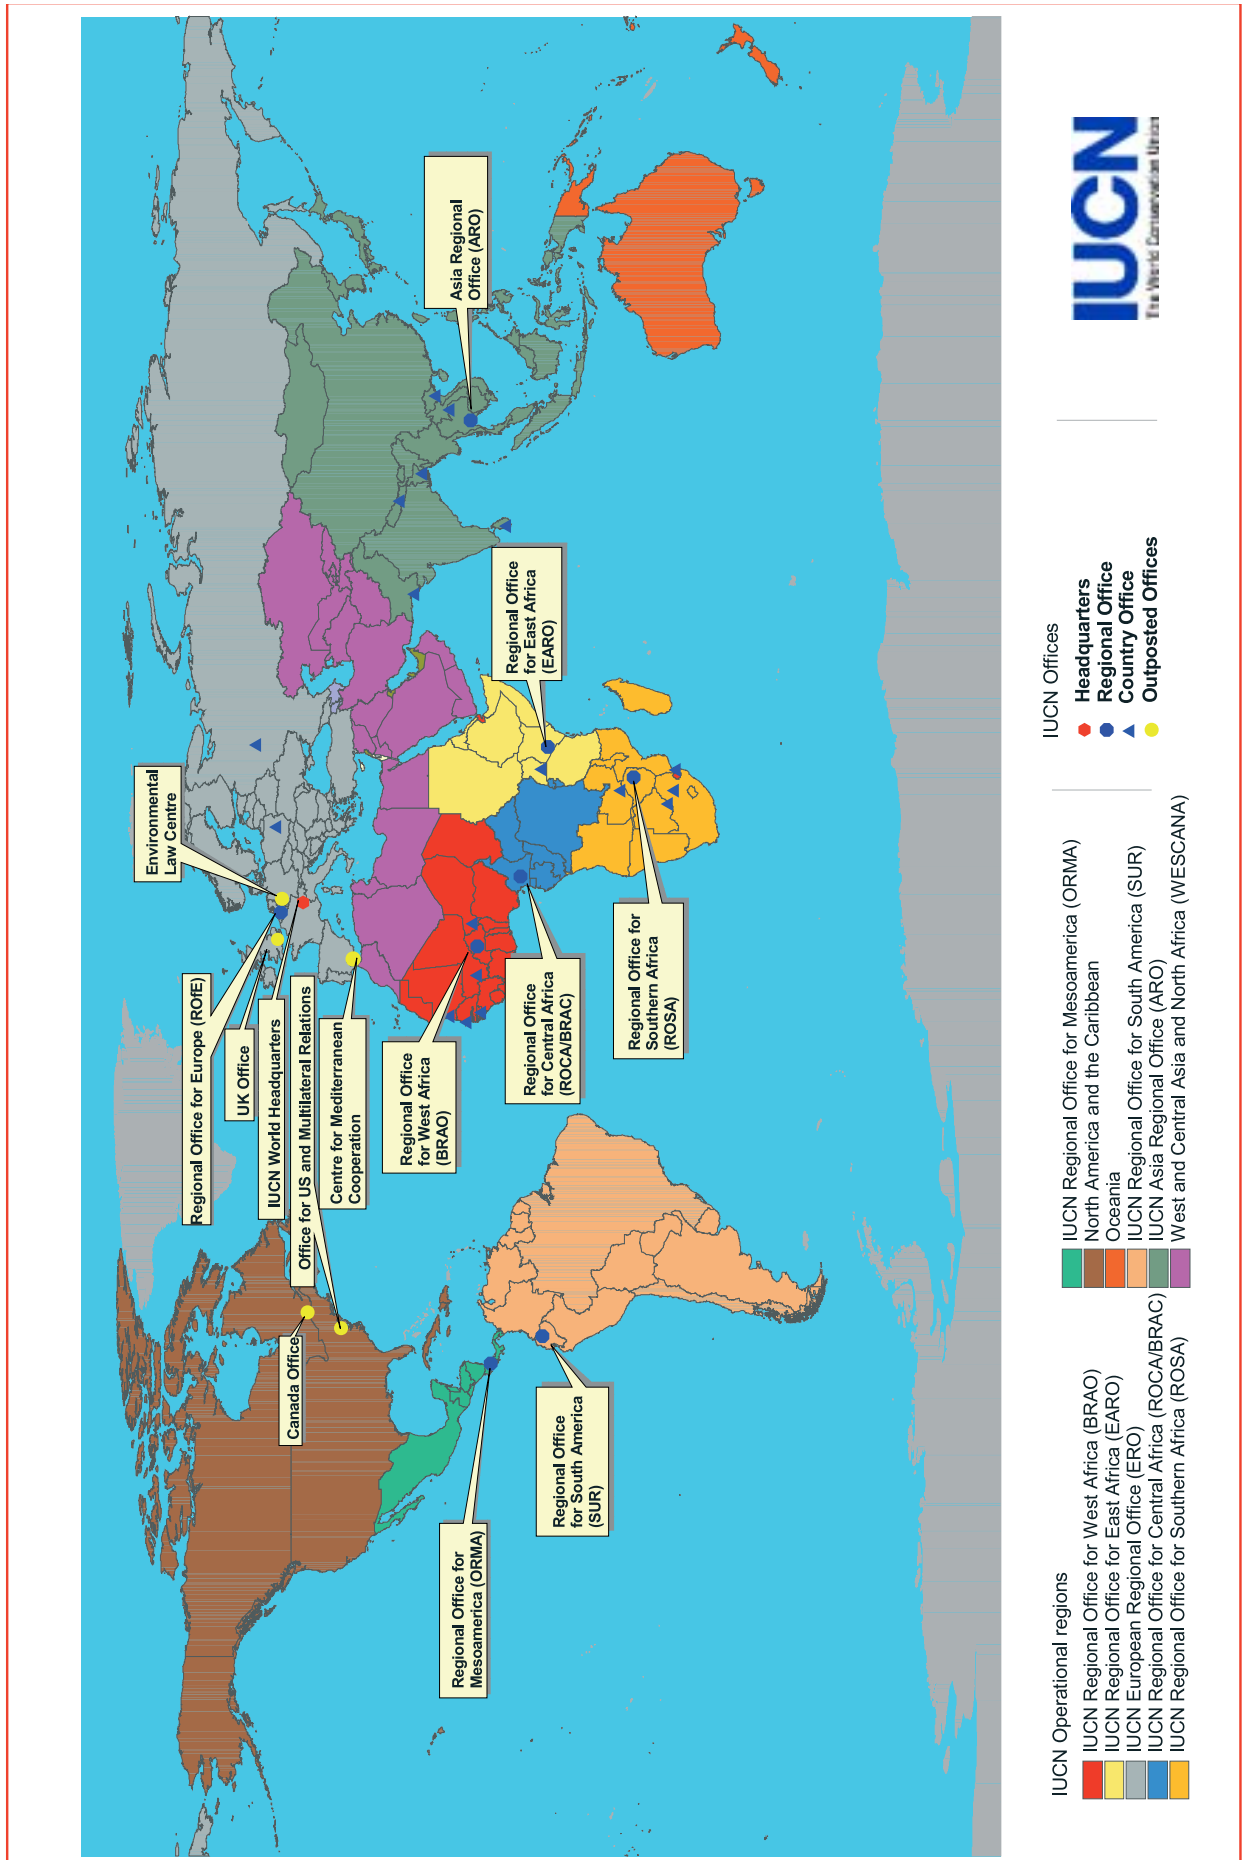 Environmental
Law Centre
Asia Regional
Office (ARO)
Regional Office for Europe (ROfE)
UK Office
IUCN World Headquarters
Office for US and Multilateral Relations
Centre for Mediterranean
Cooperation
Canada Office
Regional Office
for West Africa
(BRAO)
Regional Office
for East Africa
(EARO)
Regional Office
for Central Africa
(ROCA/BRAC)
Regional Office for
Southern Africa
(ROSA)
Regional Office for
Mesoamerica (ORMA)
Regional Office
for South America
(SUR)
IUCN Operational regions
IUCN Regional Office for West Africa (BRAO)
IUCN Regional Office for East Africa (EARO)
IUCN European Regional Office (ERO)
IUCN Regional Office for Central Africa (ROCA/BRAC)
IUCN Regional Office for Southern Africa (ROSA)
IUCN Regional Office for Mesoamerica (ORMA)
North America and the Caribbean
Oceania
IUCN Regional Office for South America (SUR)
IUCN Asia Regional Office (ARO)
West and Central Asia and North Africa (WESCANA)
IUCN Offices
Headquarters
Regional Office
Country Office
Outposted Offices
IUCN
The World Conservation Union